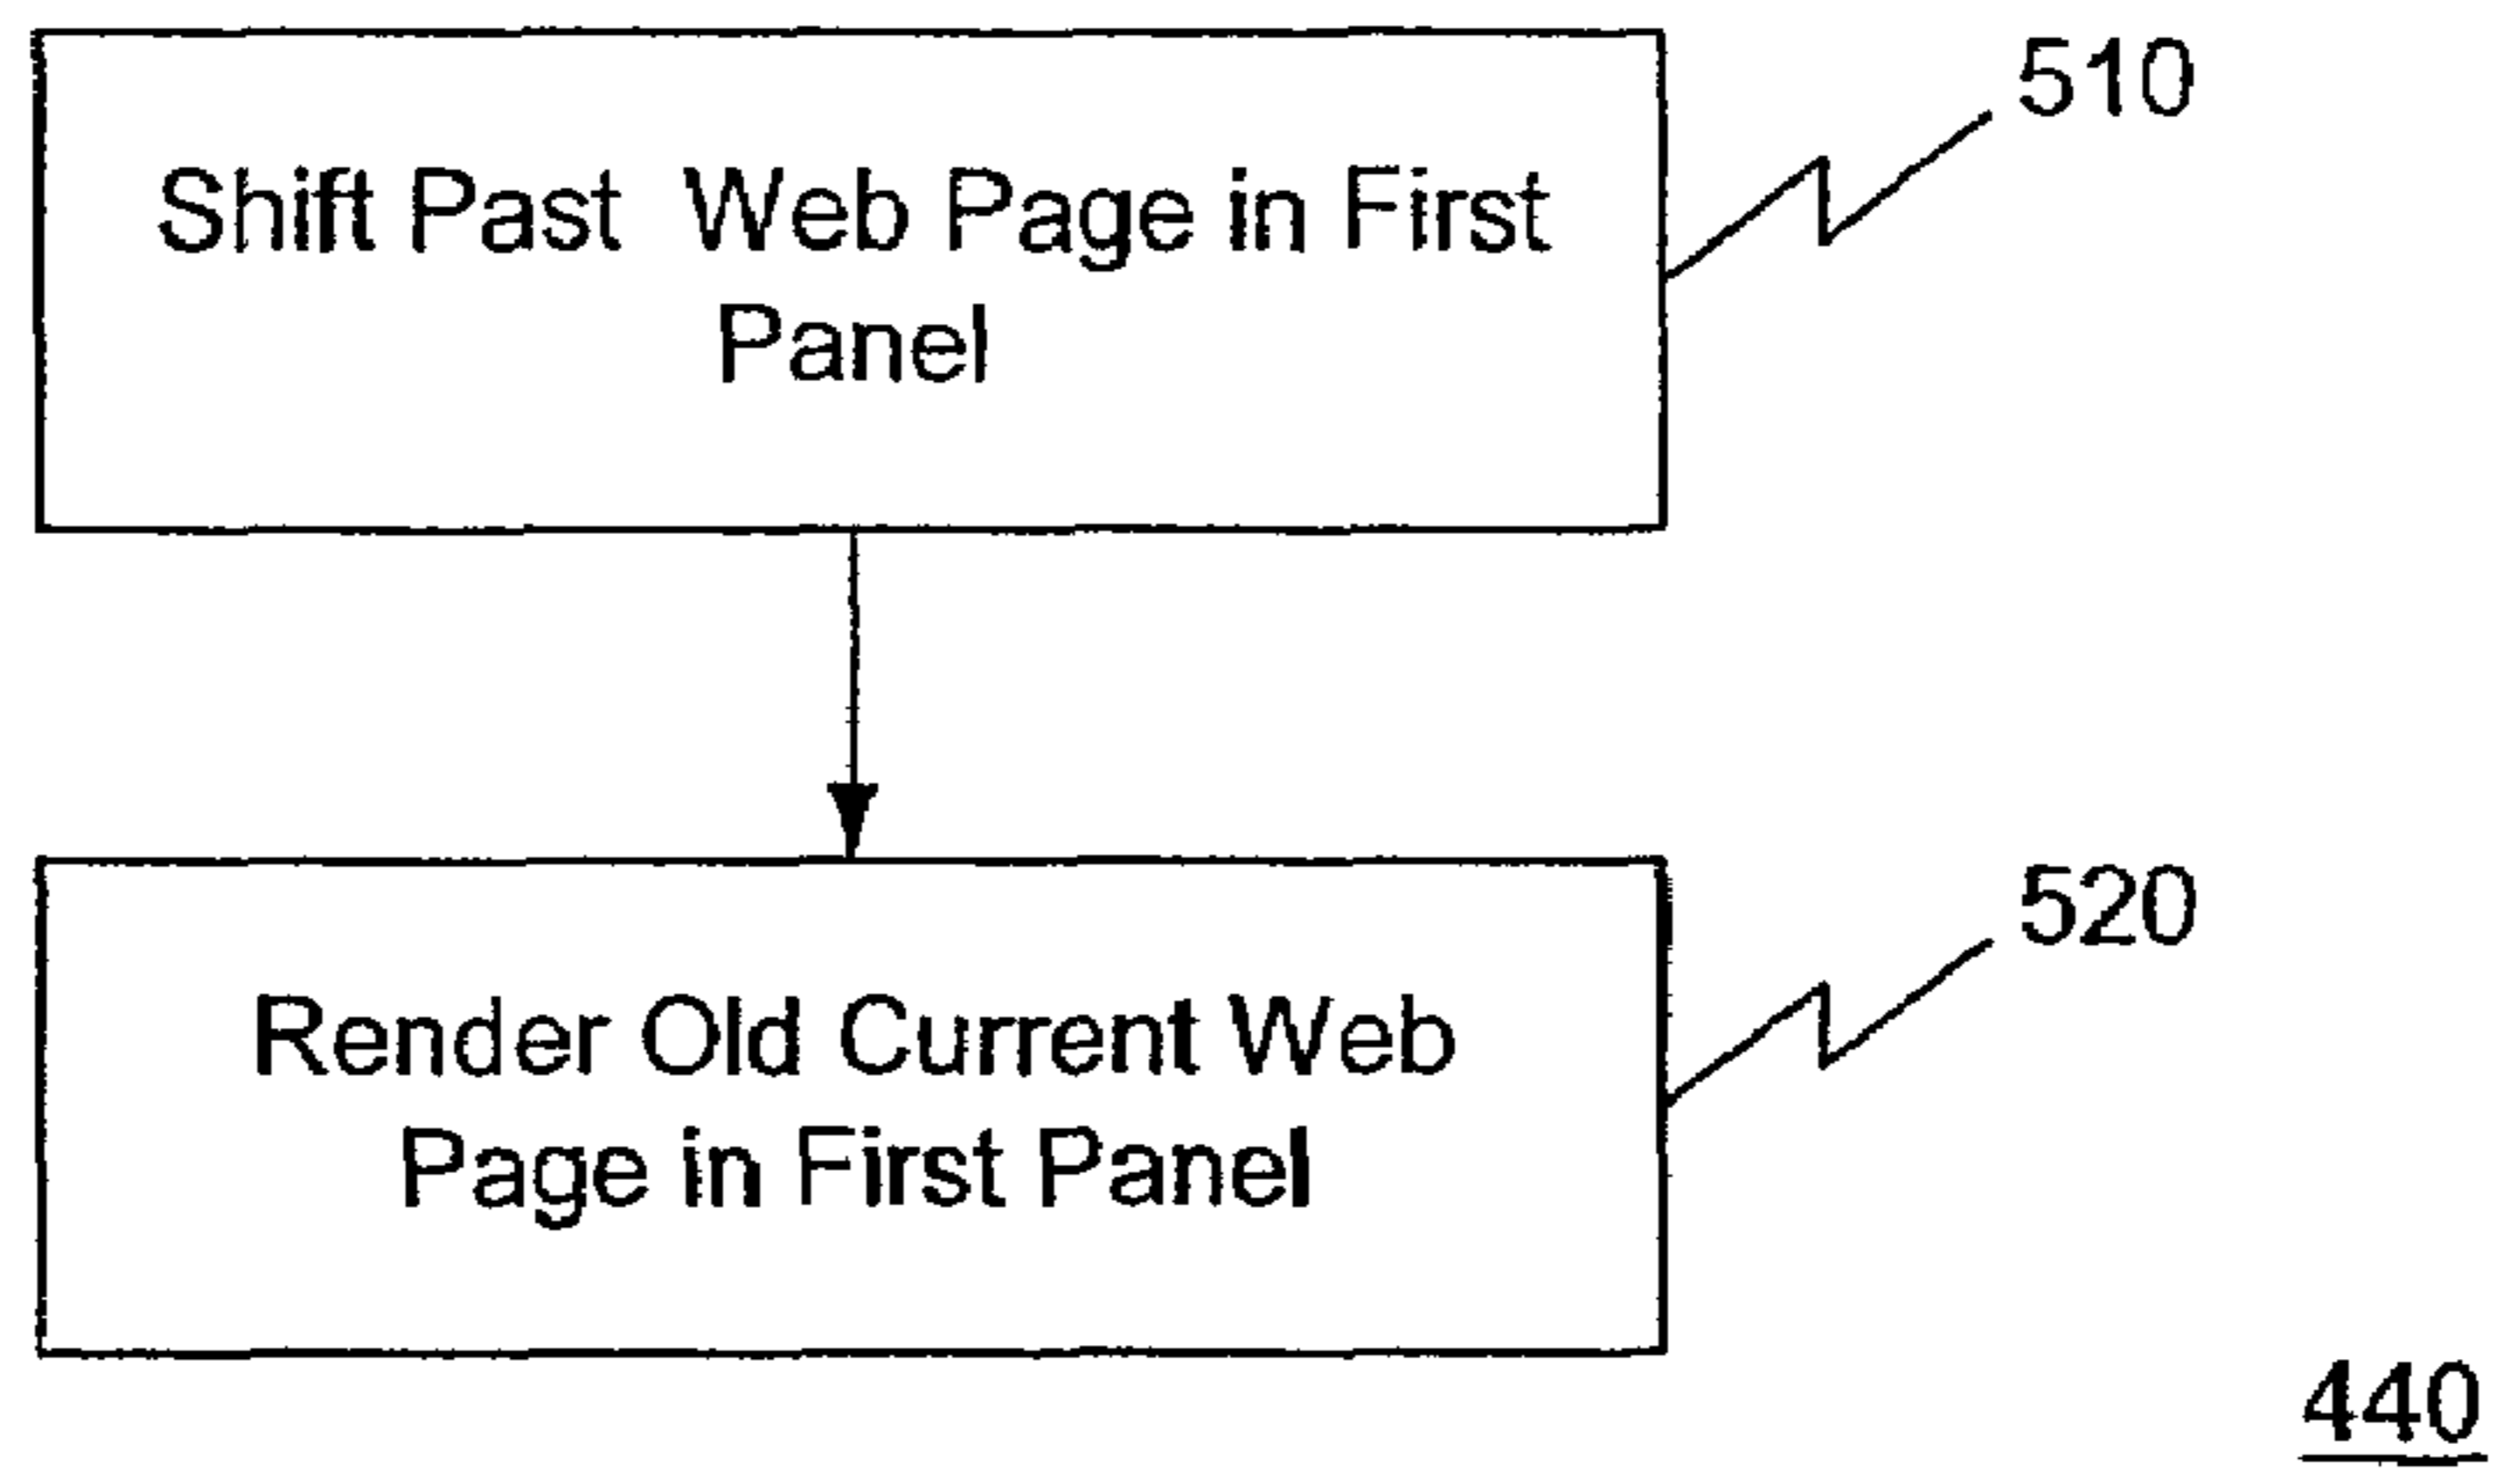 510
Shift Past Web Page in First
Panel
520
Render Old Current Web
Page in First Panel
440